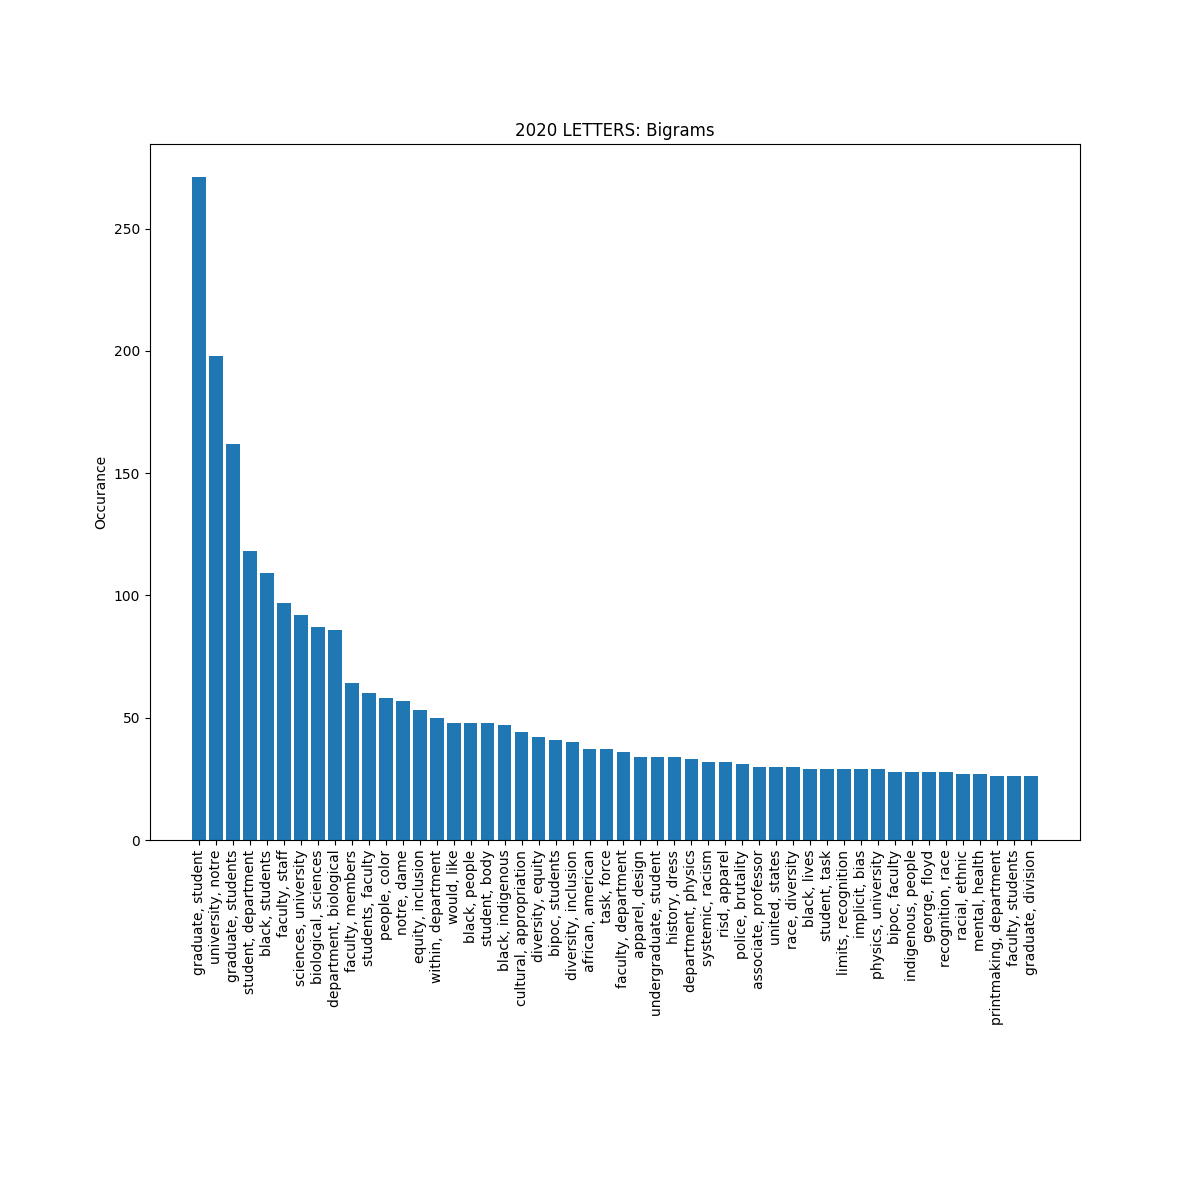 2020 LETTERS: Bigrams
Occurance
250
200
150
100
50
0
graduate, student
university, notre
graduate, students
student, department
black, students
faculty, staff
sciences, university
biological, sciences
department, biological
faculty, members
students, faculty
people, color
notre, dame
equity, inclusion
within, department
would, like
black, people
student, body
black, indigenous
cultural, appropriation
diversity, equity
bipoc, students
diversity, inclusion
african, american
task, force
faculty, department
apparel, design
undergraduate, student
history, dress
department, physics
systemic, racism
risd, apparel
police, brutality
associate, professor
united, states
race, diversity
black, lives
student, task
limits, recognition
implicit, bias
physics, university
bipoc, faculty
indigenous, people
george, floyd
recognition, race
racial, ethnic
mental, health
printmaking, department
faculty, students
graduate, division